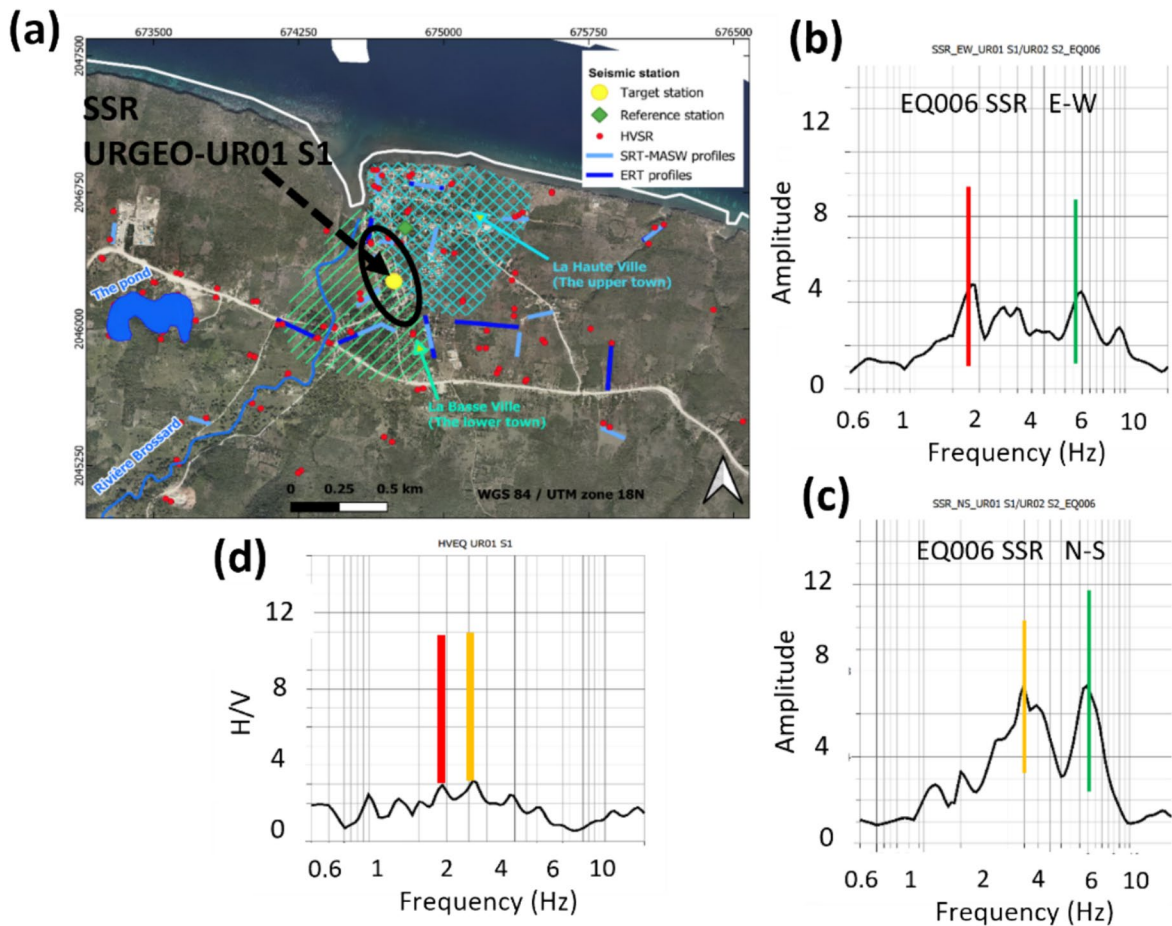 (a)
673500
674250
675000
675750
676500
2047500
2046750
2046000
2045250
SSR
URGEO-UR01 S1
Seismic station
Target station
Reference station
HVSR
SRT-MASW profiles
ERT profiles
The pond
La Haute Ville
(The upper town)
La Basse Ville
(The lower town)
Rivière Brossard
0 0.25 0.5 km
WGS 84 / UTM zone 18N
(b)
SSR_EW_UR01 S1/UR02 S2_EQ006
EQ006 SSR E-W
Amplitude
12
8
4
0
0.6 1 2 4 6 10
Frequency (Hz)
(c)
SSR_NS_UR01 S1/UR02 S2_EQ006
EQ006 SSR N-S
Amplitude
12
8
4
0
0.6 1 2 4 6 10
Frequency (Hz)
(d)
HVEQ UR01 S1
H/V
12
8
4
0
0.6 1 2 4 6 10
Frequency (Hz)